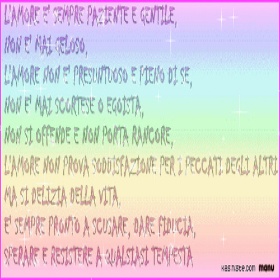 L'AMORE E' SEMPRE PAZIENTE E GENTILE,
NON E' MAI GELOSO,
L'AMORE NON E' PRESUNTUOSO E PIENO DI SE,
NON E' MAI SCORTESE O EGOISTA,
NON SI OFFENDE E NON PORTA RANCORE,
L'AMORE NON PROVA SODDISFAZIONE PER I PECCATI DEGLI ALTRI
MA SI DELIZIA DELLA VITA.
E' SEMPRE PRONTO A SCUSARE, DARE FIDUCIA,
SPERARE E RESISTERE A QUALSIASI TEMPESTA